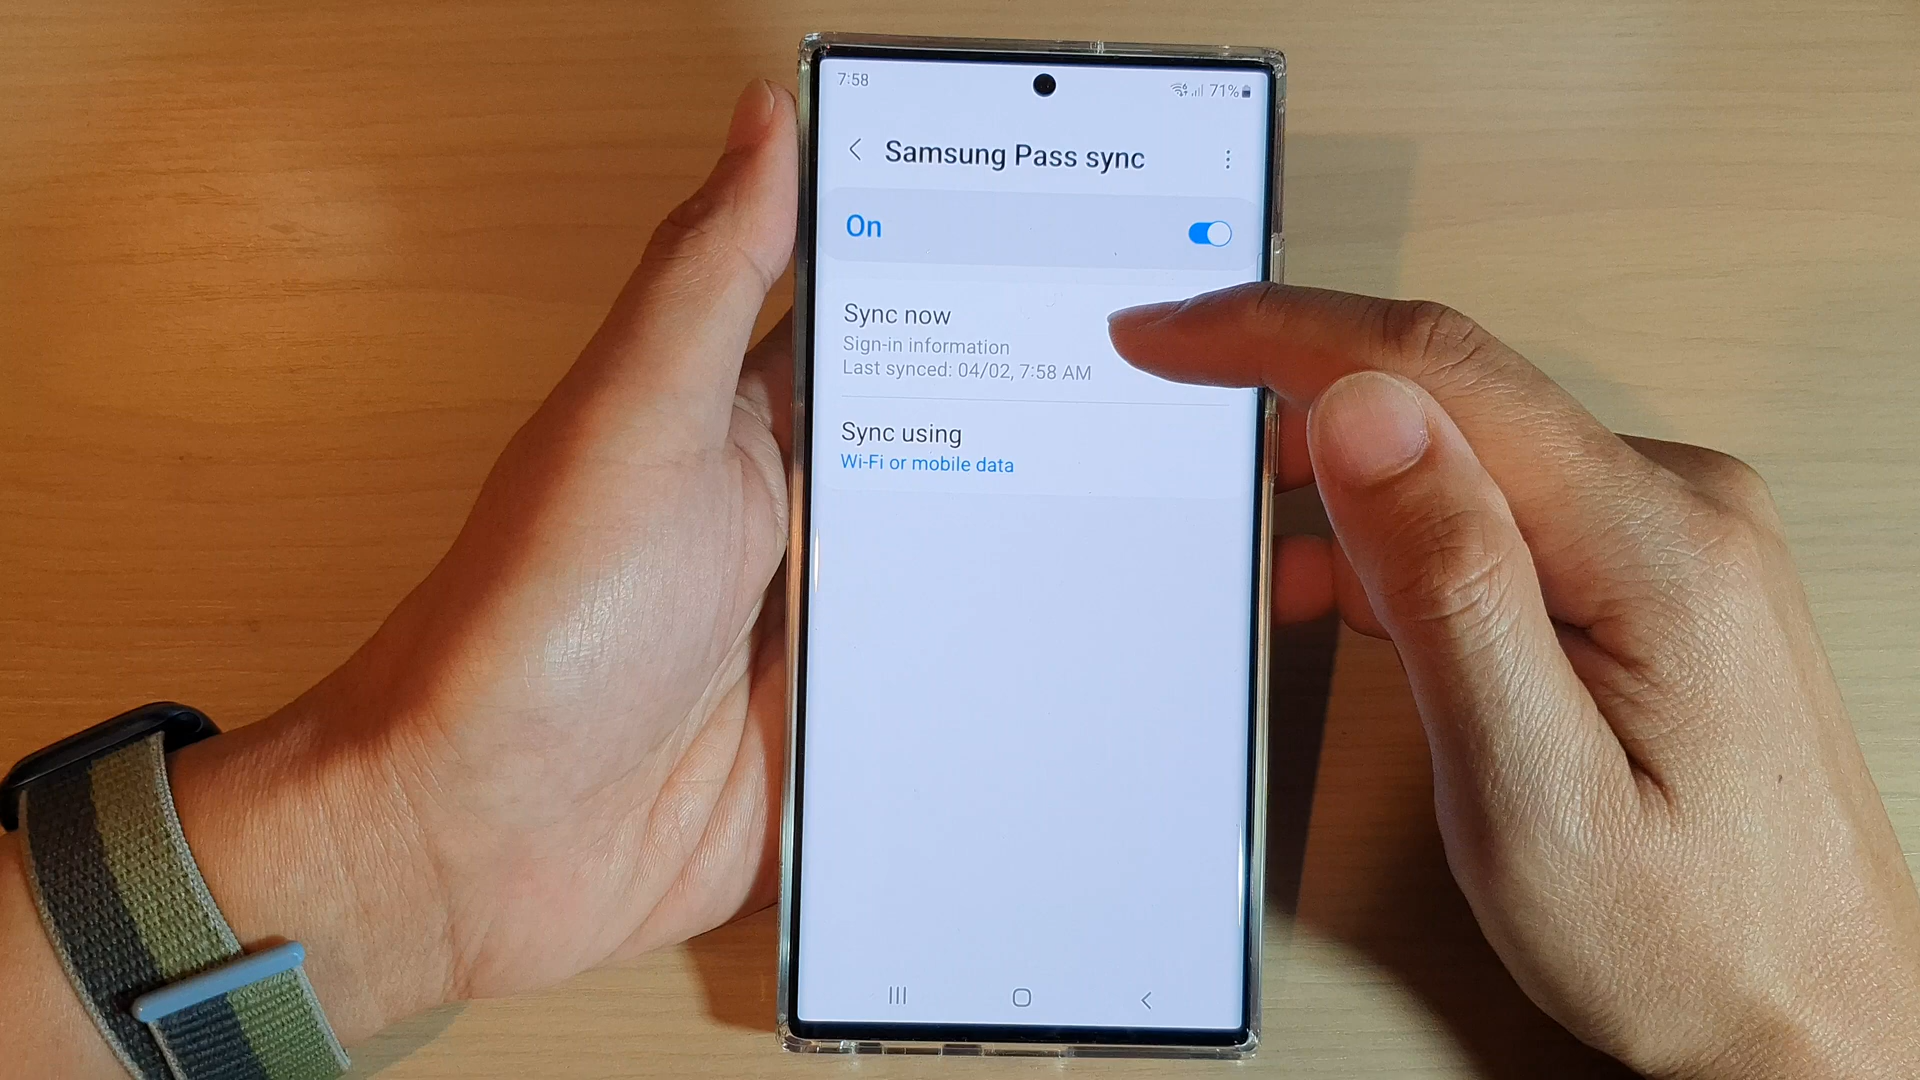 7:58
71%
Samsung Pass sync
On
Sync now
Sign-in information
Last synced: 04/02, 7:58 AM
Sync using
Wi-Fi or mobile data